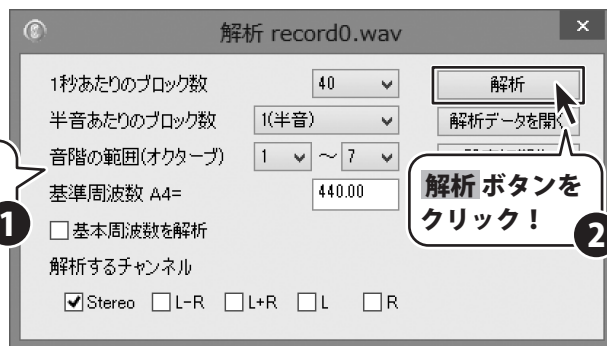 解析 record0.wav
×
1秒あたりのブロック数 40
解析
半音あたりのブロック数 1(半音)
解析データを開く
音階の範囲(オクターブ) 1 ～ 7
基準周波数 A4= 440.00
基本周波数を解析
解析するチャンネル
Stereo L-R L+R L R
解析 ボタンを
クリック！
1
2